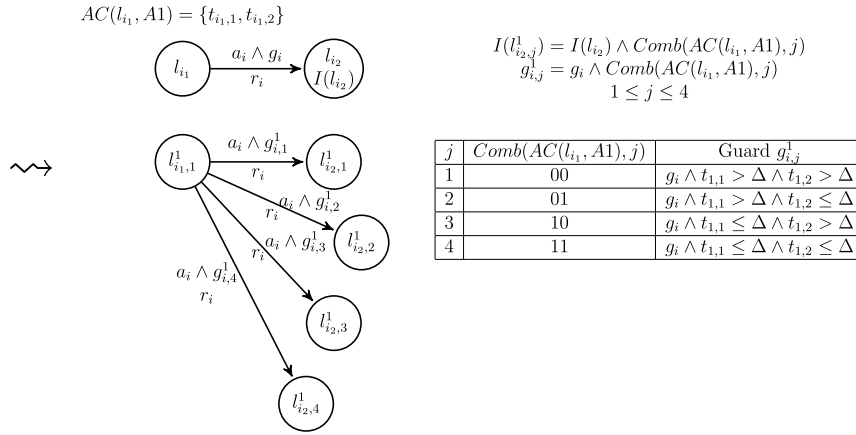 AC(l_{i_1}, A1) = {t_{i_1,1}, t_{i_1,2}}
l_{i_1}
a_i ∧ g_i
r_i
l_{i_2}
I(l_{i_2})
I(l^1_{i_2,j}) = I(l_{i_2}) ∧ Comb(AC(l_{i_1}, A1), j)
g^1_{i,j} = g_i ∧ Comb(AC(l_{i_1}, A1), j)
1 ≤ j ≤ 4
⇝
l^1_{i_1,1}
a_i ∧ g^1_{i,1}
r_i
l^1_{i_2,1}
a_i ∧ g^1_{i,2}
r_i
l^1_{i_2,2}
a_i ∧ g^1_{i,3}
r_i
l^1_{i_2,3}
a_i ∧ g^1_{i,4}
r_i
l^1_{i_2,4}
j Comb(AC(l_{i_1}, A1), j) Guard g^1_{i,j}
1 00 g_i ∧ t_{1,1} > Δ ∧ t_{1,2} > Δ
2 01 g_i ∧ t_{1,1} > Δ ∧ t_{1,2} ≤ Δ
3 10 g_i ∧ t_{1,1} ≤ Δ ∧ t_{1,2} > Δ
4 11 g_i ∧ t_{1,1} ≤ Δ ∧ t_{1,2} ≤ Δ